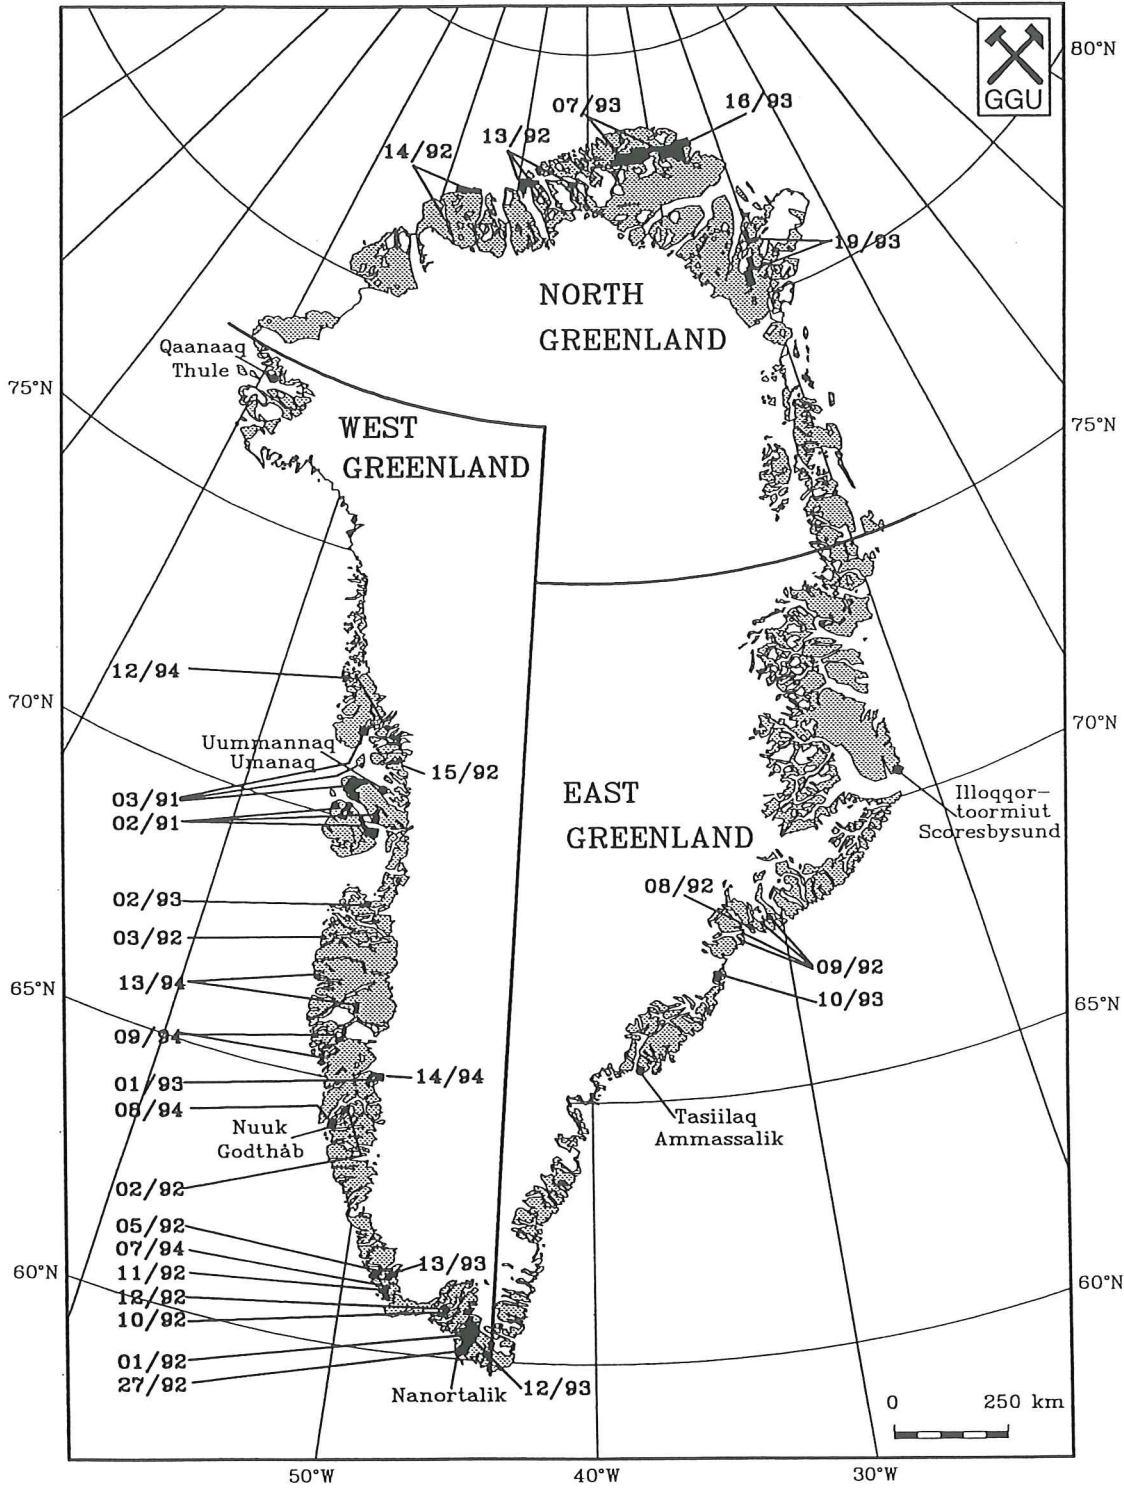 80°N
GGU
07/93
16/93
13/92
14/92
19/93
NORTH
GREENLAND
Qaanaaq
Thule
75°N
75°N
WEST
GREENLAND
12/94
70°N
70°N
Uummannaq
Umanaq
15/92
03/91
02/91
EAST
GREENLAND
Illoqqor-
toormiut
Scoresbysund
08/92
02/93
03/92
09/92
13/94
10/93
65°N
65°N
09/94
01/93
14/94
08/94
Nuuk
Godthåb
Tasiilaq
Ammassalik
02/92
05/92
07/94
13/93
60°N
11/92
60°N
12/92
10/92
01/92
27/92
Nanortalik
12/93
0 250 km
50°W
40°W
30°W